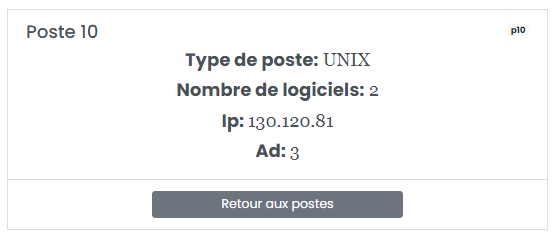 Poste 10 p10
Type de poste: UNIX
Nombre de logiciels: 2
Ip: 130.120.81
Ad: 3
Retour aux postes